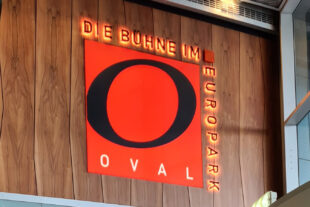 DIE BÜHNE IM
EUROPARK
O
OVAL